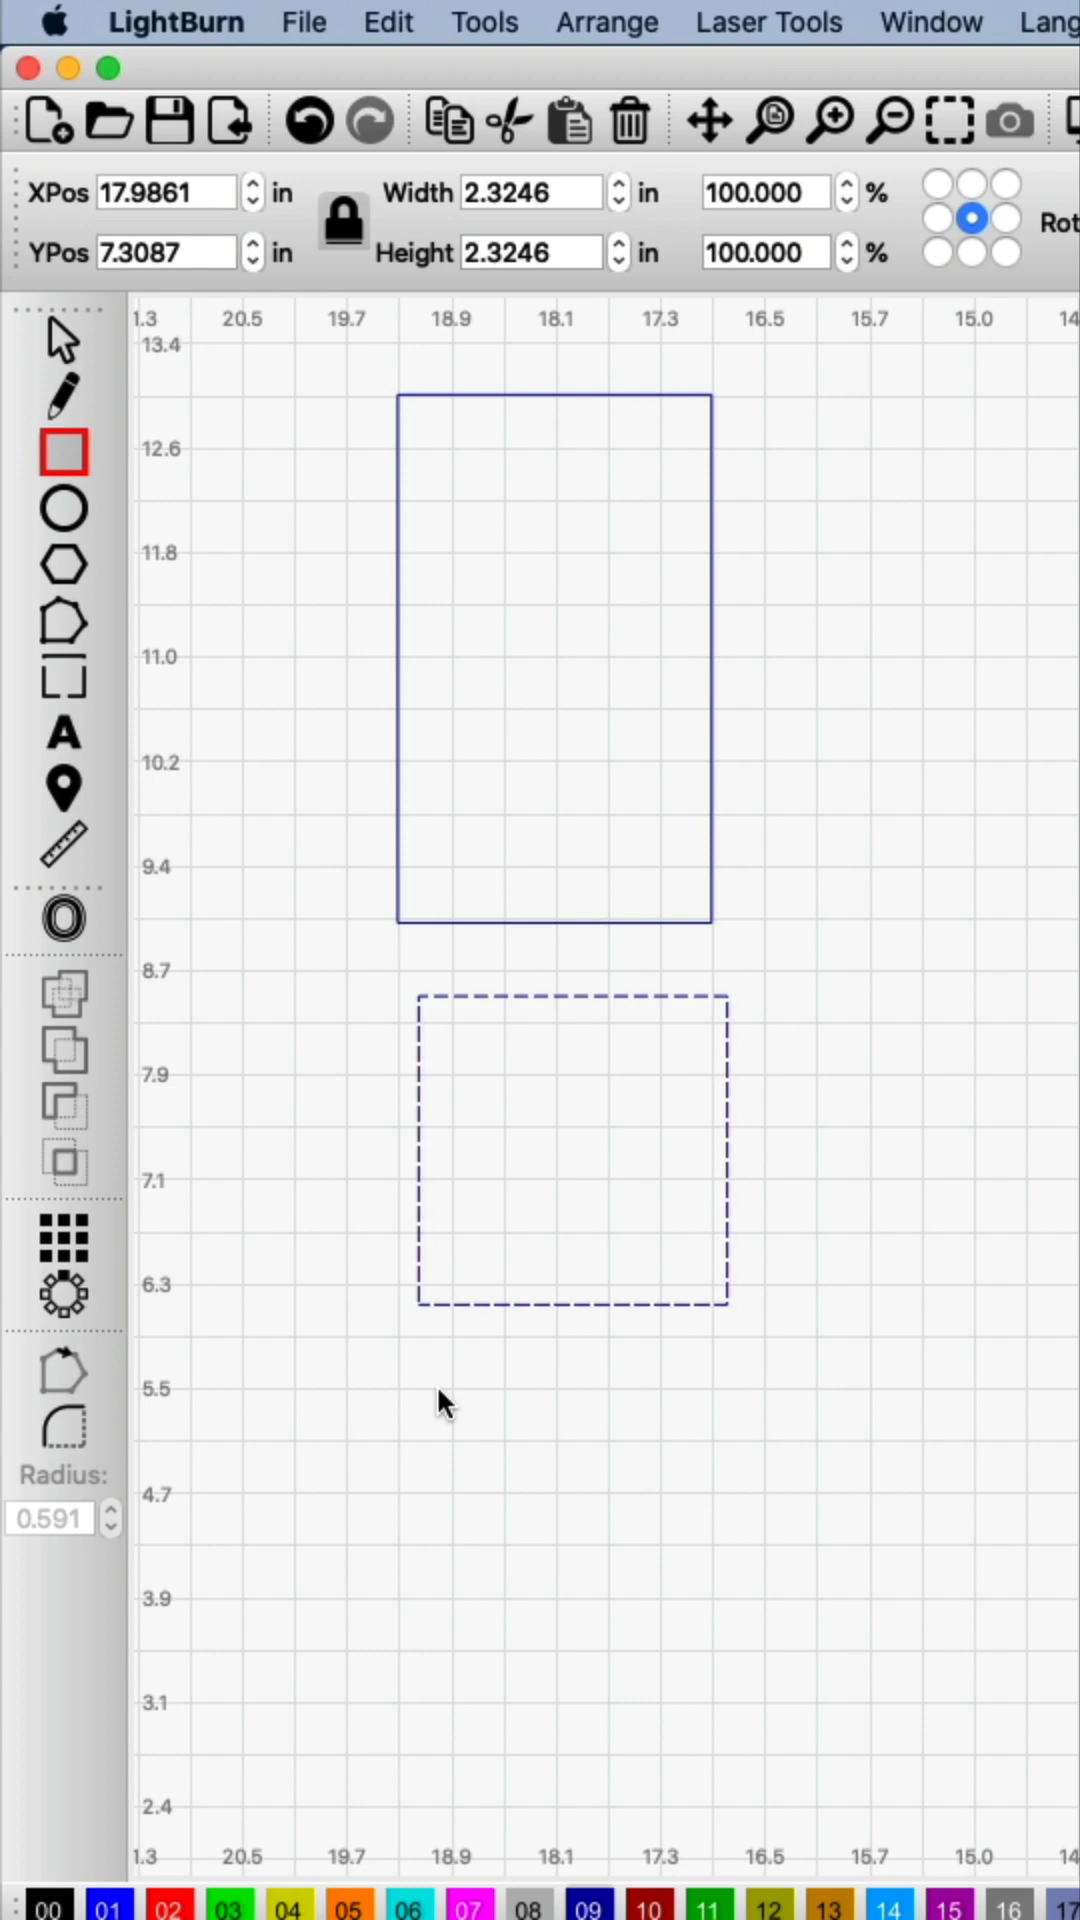 LightBurn File Edit Tools Arrange Laser Tools Window Lang
XPos 17.9861 in Width 2.3246 in 100.000 %
YPos 7.3087 in Height 2.3246 in 100.000 %
Rot
1.3 20.5 19.7 18.9 18.1 17.3 16.5 15.7 15.0 14
13.4
12.6
11.8
11.0
10.2
9.4
8.7
7.9
7.1
6.3
5.5
4.7
3.9
3.1
2.4
Radius:
0.591
1.3 20.5 19.7 18.9 18.1 17.3 16.5 15.7 15.0 14
00 01 02 03 04 05 06 07 08 09 10 11 12 13 14 15 16 17